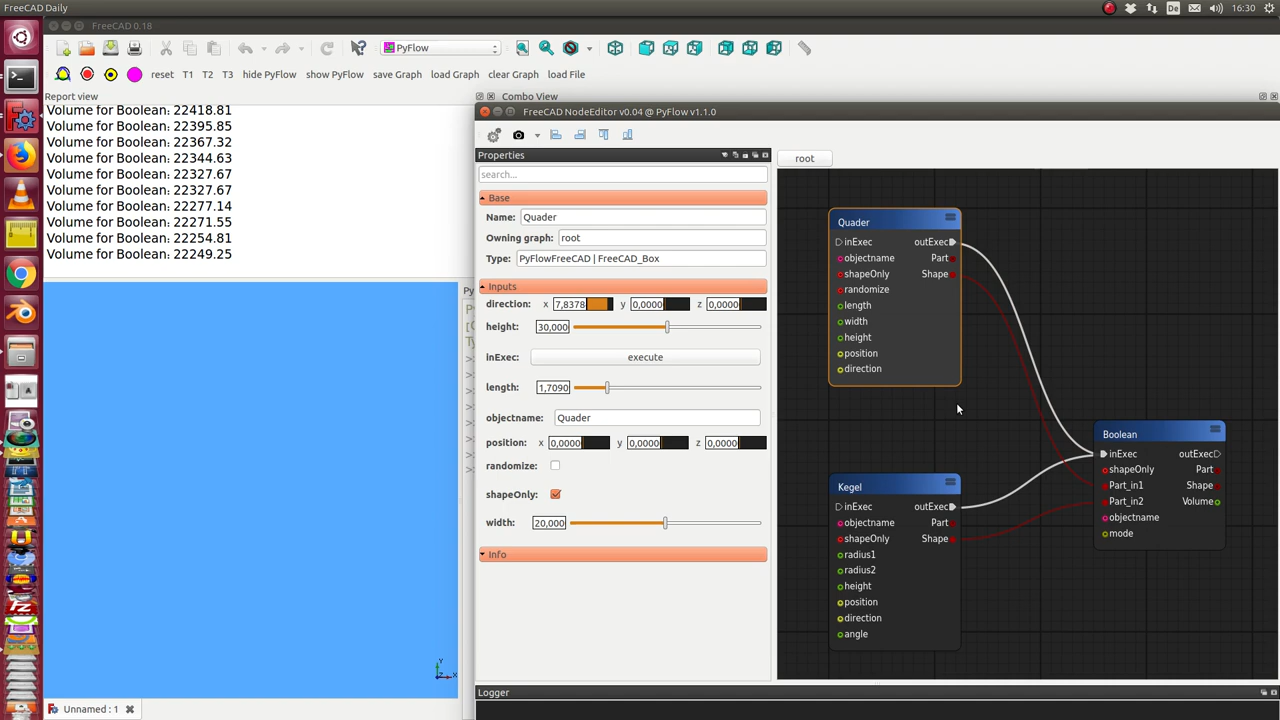 FreeCAD Daily
De
16:30
FreeCAD 0.18
PyFlow
reset T1 T2 T3 hide PyFlow show PyFlow save Graph load Graph clear Graph load File
Report view
Combo View
Volume for Boolean: 22418.81
Volume for Boolean: 22395.85
Volume for Boolean: 22367.32
Volume for Boolean: 22344.63
Volume for Boolean: 22327.67
Volume for Boolean: 22327.67
Volume for Boolean: 22277.14
Volume for Boolean: 22271.55
Volume for Boolean: 22254.81
Volume for Boolean: 22249.25
FreeCAD NodeEditor v0.04 @ PyFlow v1.1.0
Properties
search...
Base
Name: Quader
Owning graph: root
Type: PyFlowFreeCAD | FreeCAD_Box
Inputs
direction: x 7,8378 y 0,0000 z 0,0000
height: 30,000
inExec: execute
length: 1,7090
objectname: Quader
position: x 0,0000 y 0,0000 z 0,0000
randomize:
shapeOnly:
width: 20,000
Info
root
Quader
inExec outExec
objectname Part
shapeOnly Shape
randomize
length
width
height
position
direction
Kegel
inExec outExec
objectname Part
shapeOnly Shape
radius1
radius2
height
position
direction
angle
Boolean
inExec outExec
shapeOnly Part
Part_in1 Shape
Part_in2 Volume
objectname
mode
Logger
Unnamed : 1